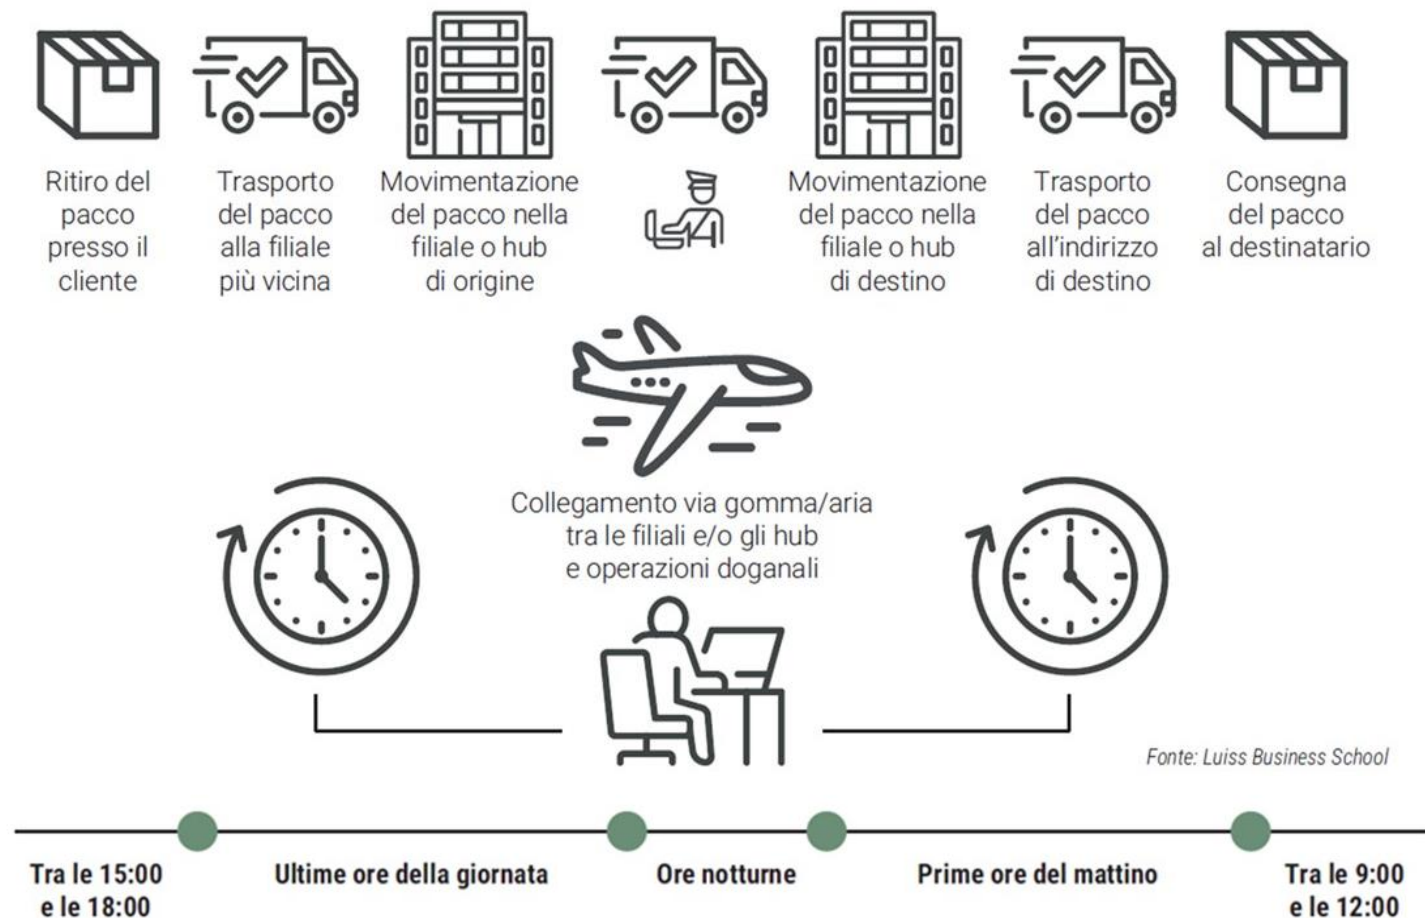 Ritiro del
pacco
presso il
cliente
Trasporto
del pacco
alla filiale
più vicina
Movimentazione
del pacco nella
filiale o hub
di origine
Movimentazione
del pacco nella
filiale o hub
di destino
Trasporto
del pacco
all'indirizzo
di destino
Consegna
del pacco
al destinatario
Collegamento via gomma/aria
tra le filiali e/o gli hub
e operazioni doganali
Fonte: Luiss Business School
Tra le 15:00
e le 18:00
Ultime ore della giornata
Ore notturne
Prime ore del mattino
Tra le 9:00
e le 12:00